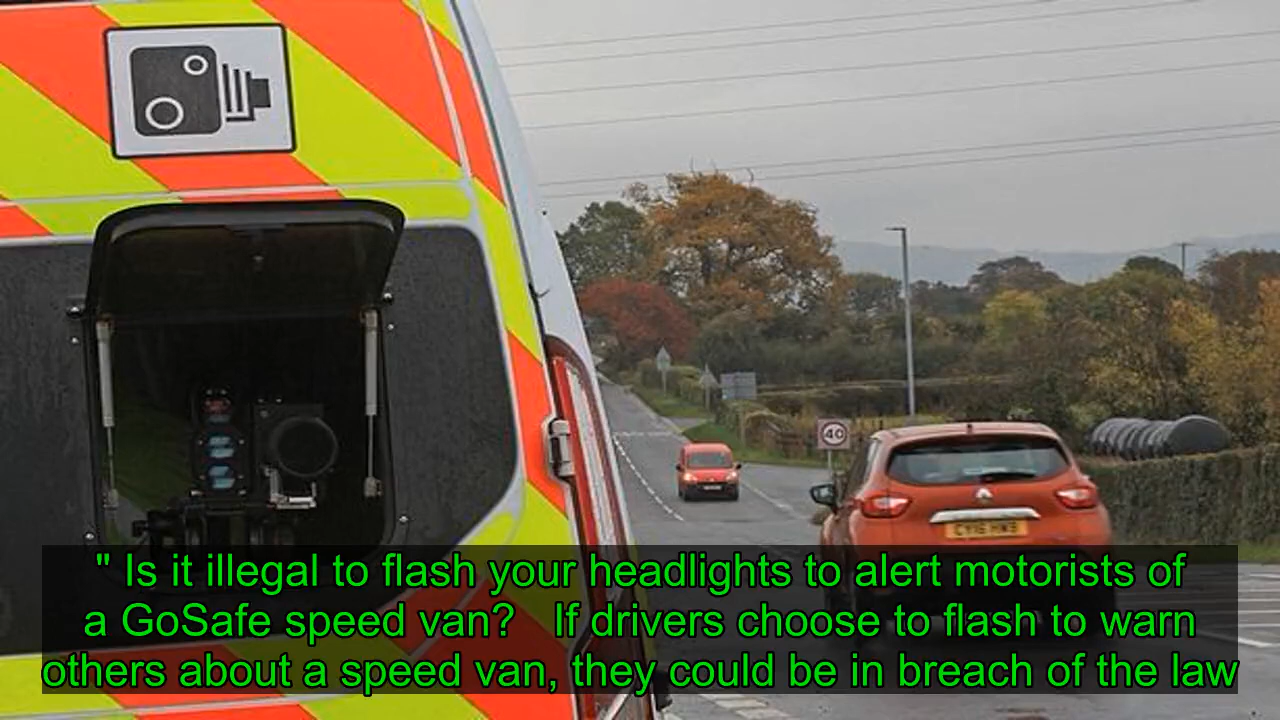 40
CY16 HWB
" Is it illegal to flash your headlights to alert motorists of
a GoSafe speed van? If drivers choose to flash to warn
others about a speed van, they could be in breach of the law